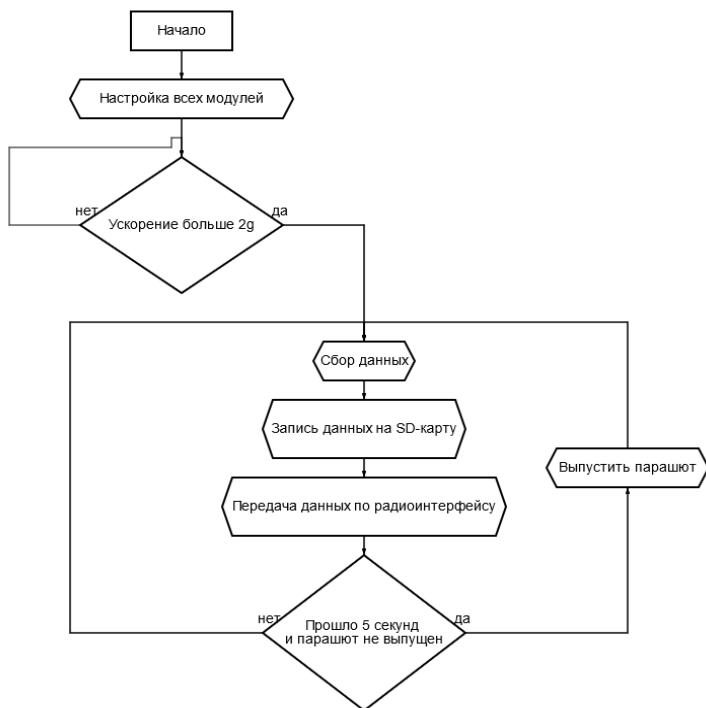 Начало
Настройка всех модулей
нет
да
Ускорение больше 2g
Сбор данных
Запись данных на SD-карту
Выпустить парашют
Передача данных по радиоинтерфейсу
нет
да
Прошло 5 секунд
и парашют не выпущен